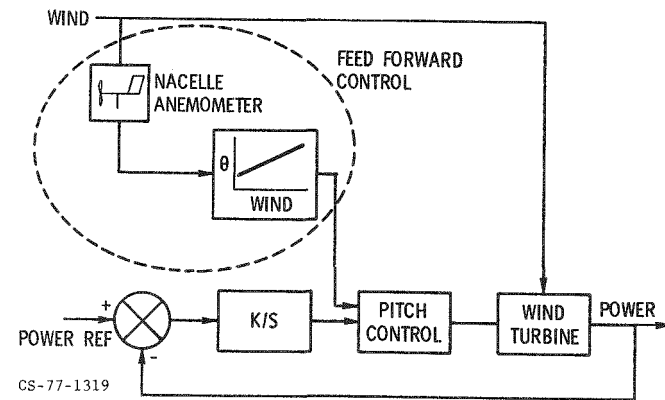 WIND
NACELLE
ANEMOMETER
FEED FORWARD
CONTROL
θ
WIND
+
POWER REF
-
K/S
PITCH
CONTROL
WIND
TURBINE
POWER
CS-77-1319